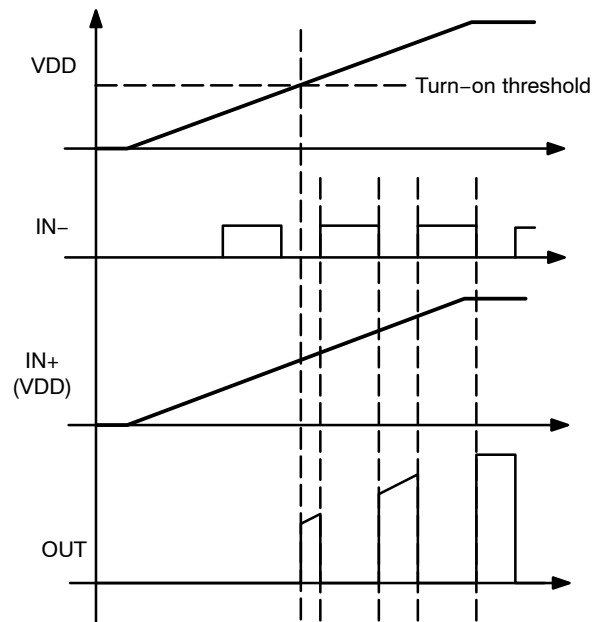 VDD
Turn−on threshold
IN−
IN+
(VDD)
OUT